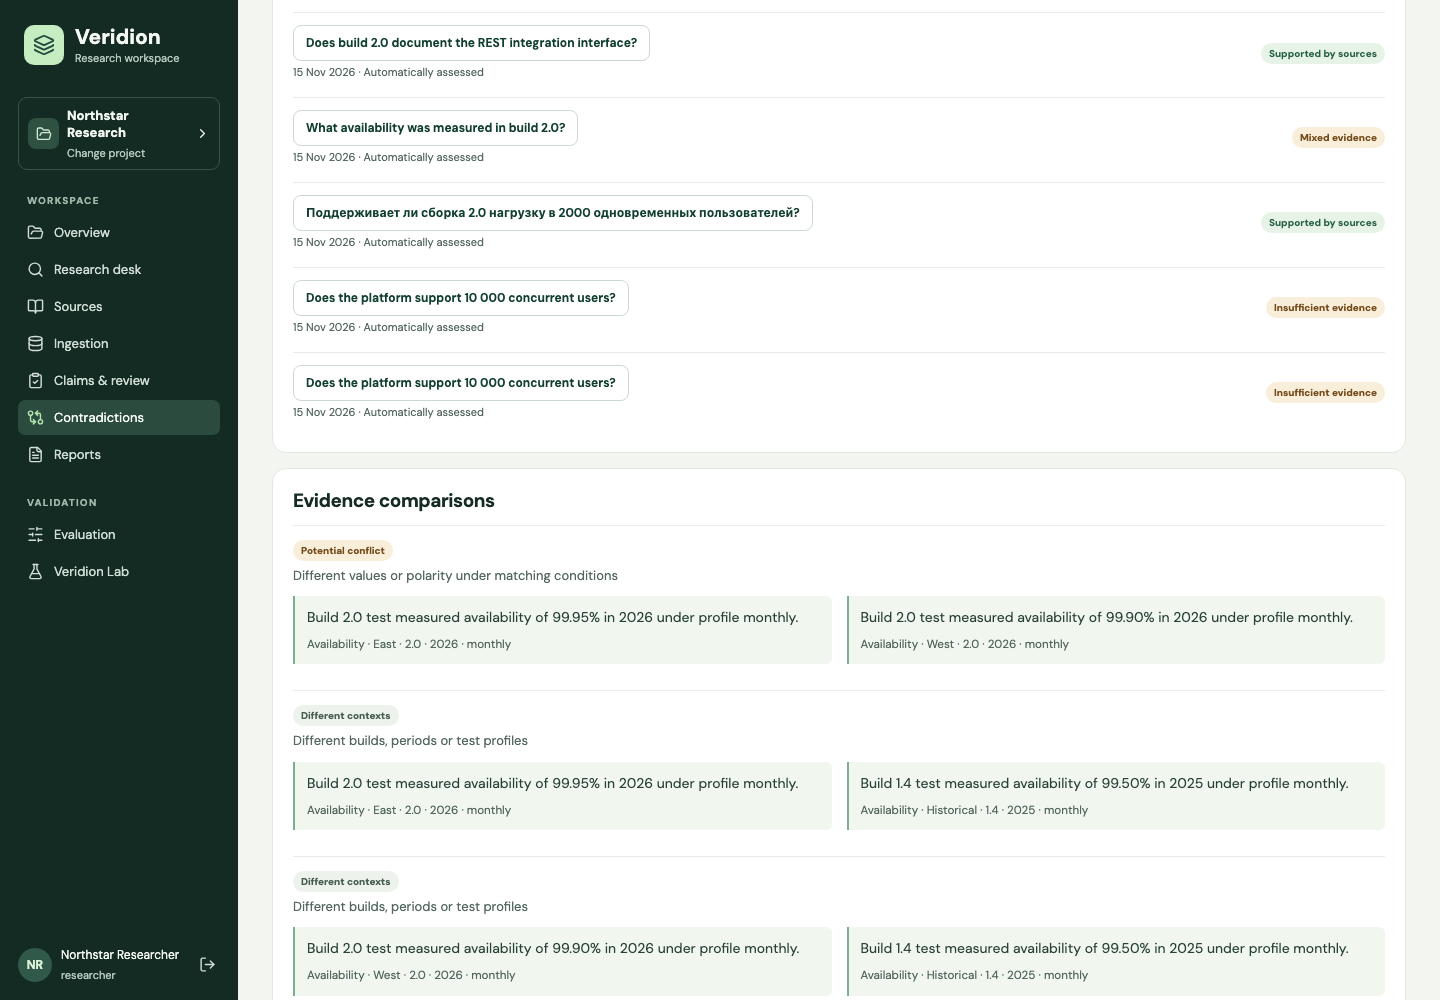 Veridion
Research workspace
Northstar
Research
Change project
WORKSPACE
Overview
Research desk
Sources
Ingestion
Claims & review
Contradictions
Reports
VALIDATION
Evaluation
Veridion Lab
NR
Northstar Researcher
researcher
Does build 2.0 document the REST integration interface?
15 Nov 2026 · Automatically assessed
Supported by sources
What availability was measured in build 2.0?
15 Nov 2026 · Automatically assessed
Mixed evidence
Поддерживает ли сборка 2.0 нагрузку в 2000 одновременных пользователей?
15 Nov 2026 · Automatically assessed
Supported by sources
Does the platform support 10 000 concurrent users?
15 Nov 2026 · Automatically assessed
Insufficient evidence
Does the platform support 10 000 concurrent users?
15 Nov 2026 · Automatically assessed
Insufficient evidence
Evidence comparisons
Potential conflict
Different values or polarity under matching conditions
Build 2.0 test measured availability of 99.95% in 2026 under profile monthly.
Availability · East · 2.0 · 2026 · monthly
Build 2.0 test measured availability of 99.90% in 2026 under profile monthly.
Availability · West · 2.0 · 2026 · monthly
Different contexts
Different builds, periods or test profiles
Build 2.0 test measured availability of 99.95% in 2026 under profile monthly.
Availability · East · 2.0 · 2026 · monthly
Build 1.4 test measured availability of 99.50% in 2025 under profile monthly.
Availability · Historical · 1.4 · 2025 · monthly
Different contexts
Different builds, periods or test profiles
Build 2.0 test measured availability of 99.90% in 2026 under profile monthly.
Availability · West · 2.0 · 2026 · monthly
Build 1.4 test measured availability of 99.50% in 2025 under profile monthly.
Availability · Historical · 1.4 · 2025 · monthly